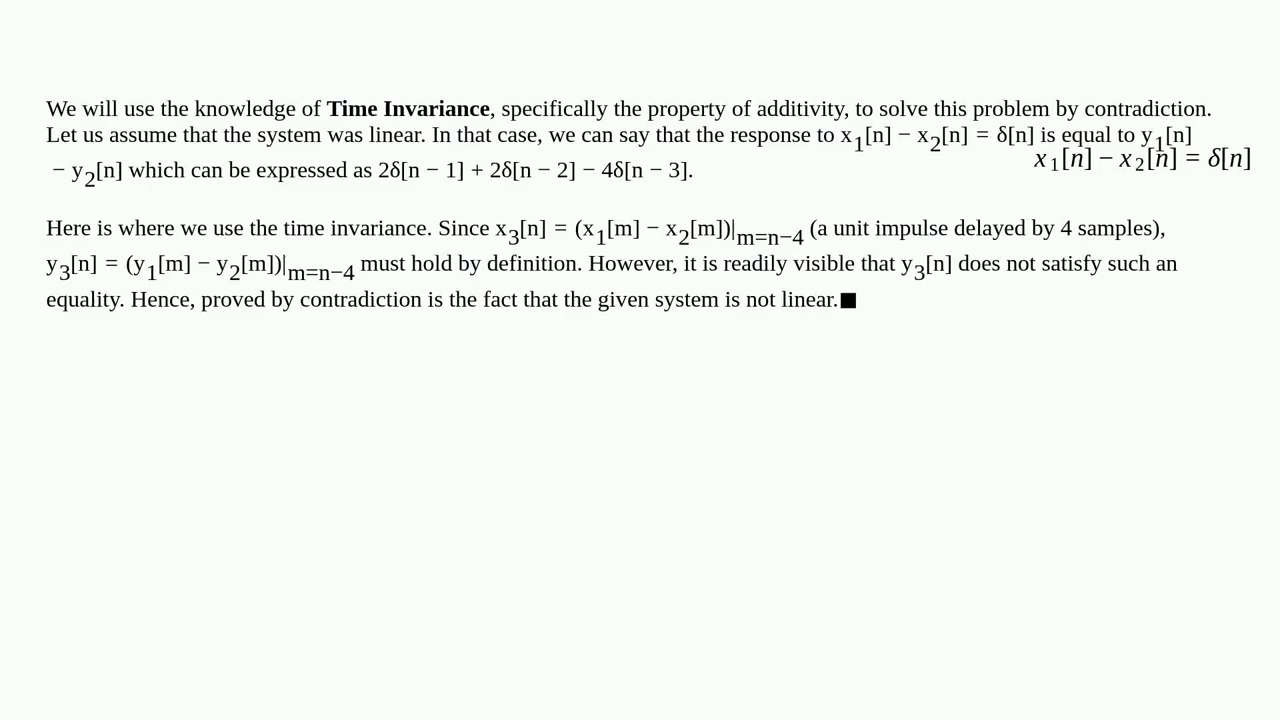 We will use the knowledge of Time Invariance, specifically the property of additivity, to solve this problem by contradiction.
Let us assume that the system was linear. In that case, we can say that the response to x₁[n] − x₂[n] = δ[n] is equal to y₁[n]
x₁[n] − x₂[n] = δ[n]
− y₂[n] which can be expressed as 2δ[n − 1] + 2δ[n − 2] − 4δ[n − 3].
Here is where we use the time invariance. Since x₃[n] = (x₁[m] − x₂[m])|m=n−4 (a unit impulse delayed by 4 samples),
y₃[n] = (y₁[m] − y₂[m])|m=n−4 must hold by definition. However, it is readily visible that y₃[n] does not satisfy such an
equality. Hence, proved by contradiction is the fact that the given system is not linear.■